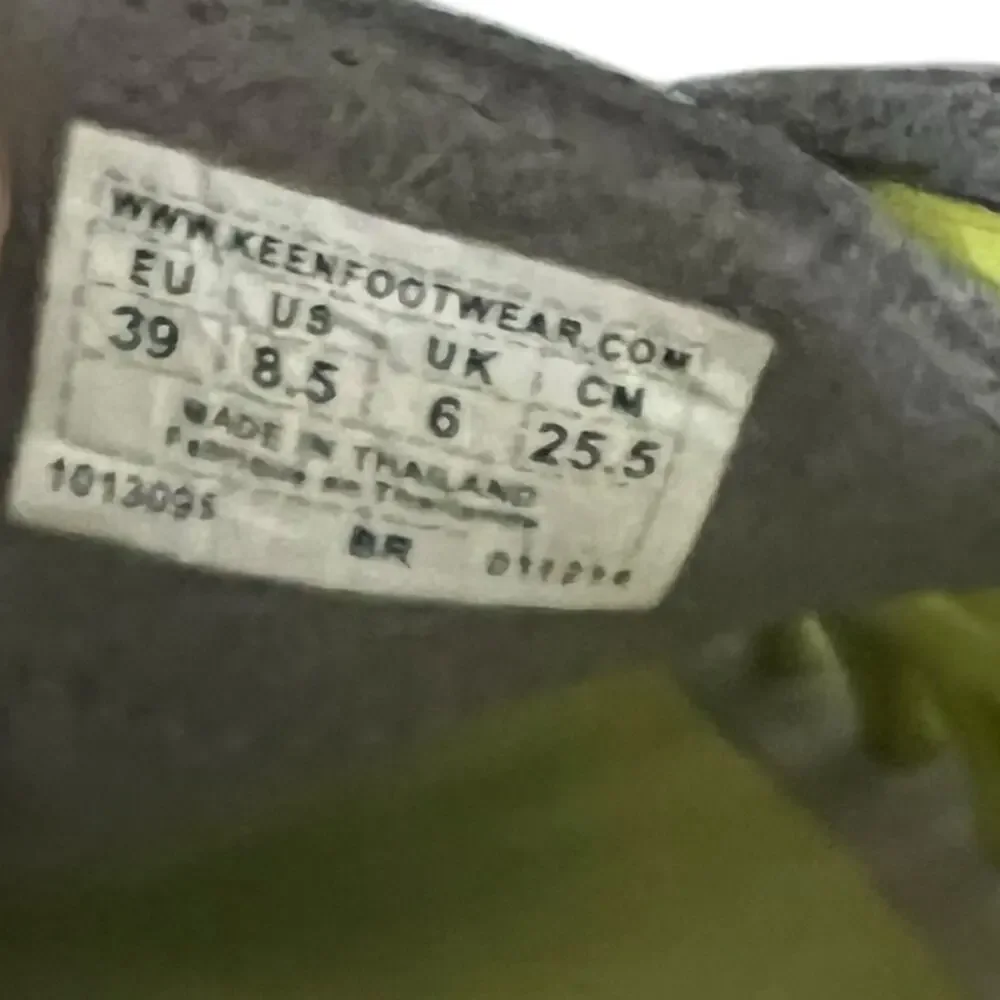 WWW.KEENFOOTWEAR.COM
EU US UK CM
39 8.5 6 25.5
MADE IN THAILAND
1013095
BR